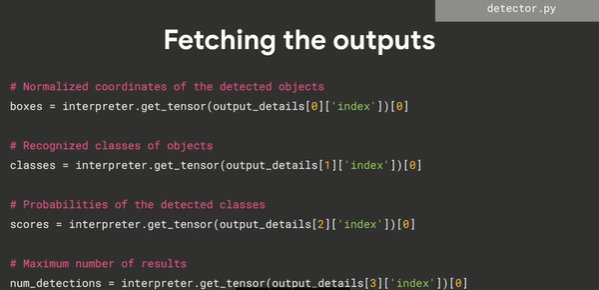 detector.py
Fetching the outputs
# Normalized coordinates of the detected objects
boxes = interpreter.get_tensor(output_details[0]['index'])[0]
# Recognized classes of objects
classes = interpreter.get_tensor(output_details[1]['index'])[0]
# Probabilities of the detected classes
scores = interpreter.get_tensor(output_details[2]['index'])[0]
# Maximum number of results
num_detections = interpreter.get_tensor(output_details[3]['index'])[0]